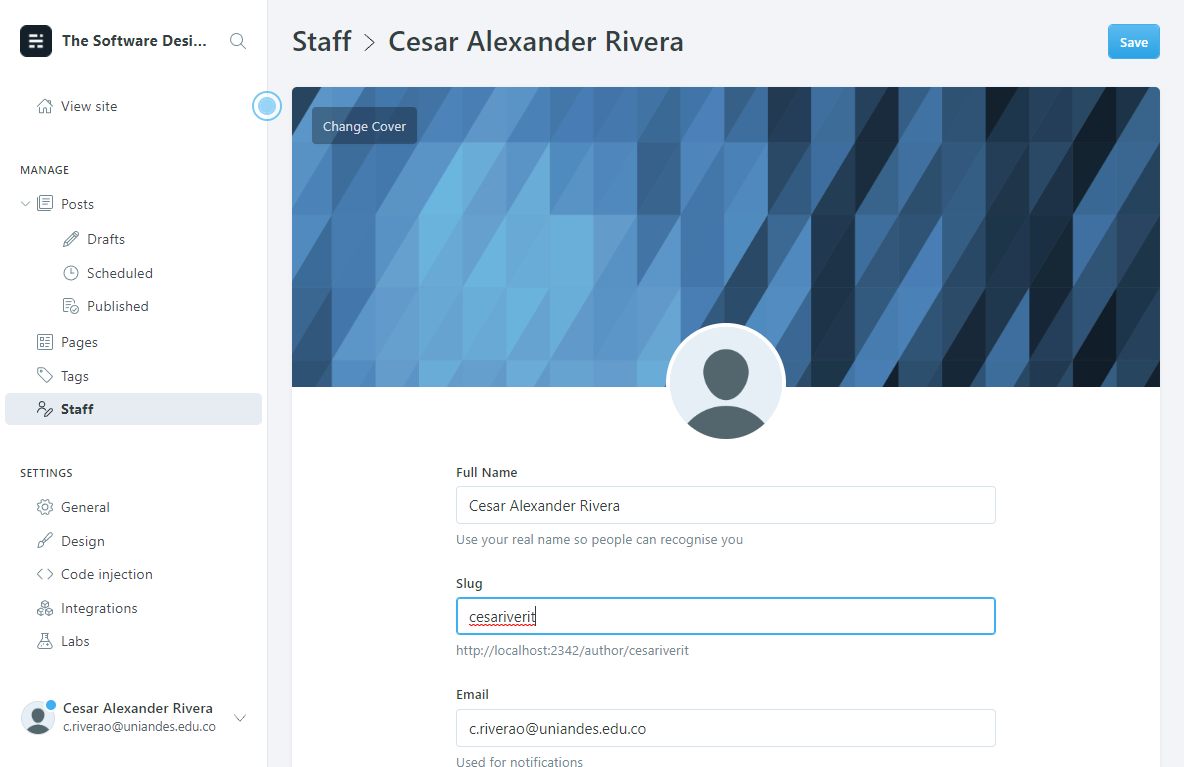 The Software Desi...
View site
MANAGE
Posts
Drafts
Scheduled
Published
Pages
Tags
Staff
SETTINGS
General
Design
Code injection
Integrations
Labs
Cesar Alexander Rivera
c.riverao@uniandes.edu.co
Staff > Cesar Alexander Rivera
Save
Change Cover
Full Name
Cesar Alexander Rivera
Use your real name so people can recognise you
Slug
cesariverit
http://localhost:2342/author/cesariverit
Email
c.riverao@uniandes.edu.co
Used for notifications